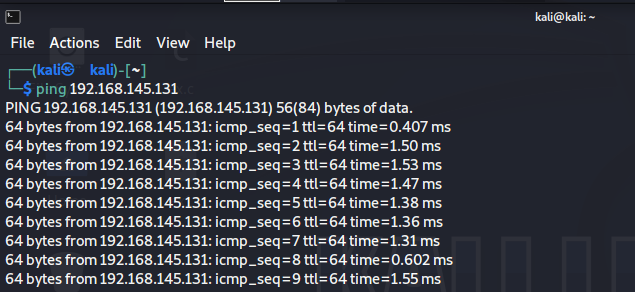 kali@kali: ~
File Actions Edit View Help
┌──(kali㉿kali)-[~]
└─$ ping 192.168.145.131
PING 192.168.145.131 (192.168.145.131) 56(84) bytes of data.
64 bytes from 192.168.145.131: icmp_seq=1 ttl=64 time=0.407 ms
64 bytes from 192.168.145.131: icmp_seq=2 ttl=64 time=1.50 ms
64 bytes from 192.168.145.131: icmp_seq=3 ttl=64 time=1.53 ms
64 bytes from 192.168.145.131: icmp_seq=4 ttl=64 time=1.47 ms
64 bytes from 192.168.145.131: icmp_seq=5 ttl=64 time=1.38 ms
64 bytes from 192.168.145.131: icmp_seq=6 ttl=64 time=1.36 ms
64 bytes from 192.168.145.131: icmp_seq=7 ttl=64 time=1.31 ms
64 bytes from 192.168.145.131: icmp_seq=8 ttl=64 time=0.602 ms
64 bytes from 192.168.145.131: icmp_seq=9 ttl=64 time=1.55 ms